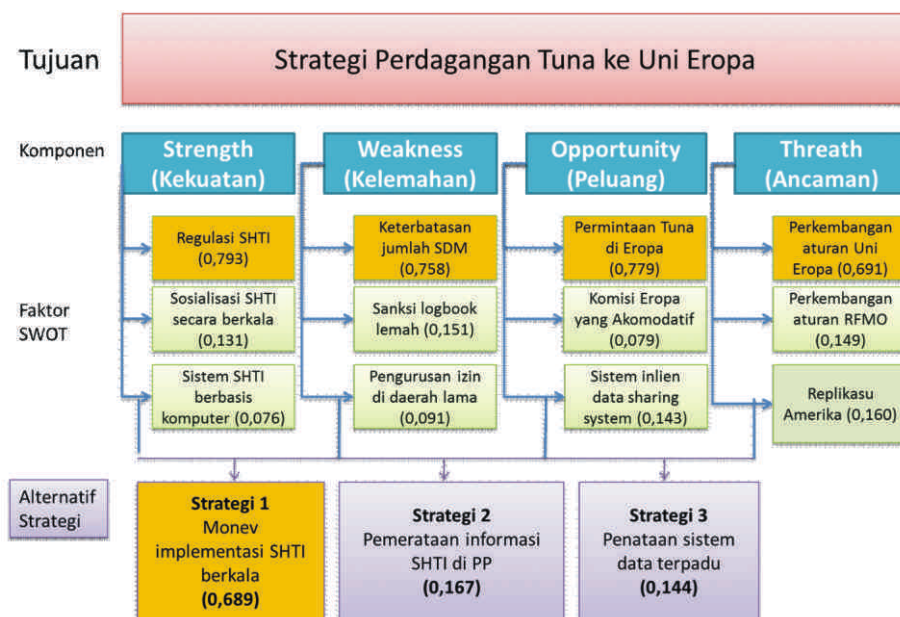 Tujuan
Strategi Perdagangan Tuna ke Uni Eropa
Komponen
Strength
(Kekuatan)
Weakness
(Kelemahan)
Opportunity
(Peluang)
Threath
(Ancaman)
Faktor
SWOT
Regulasi SHTI
(0,793)
Keterbatasan
jumlah SDM
(0,758)
Permintaan Tuna
di Eropa
(0,779)
Perkembangan
aturan Uni
Eropa (0,691)
Sosialisasi SHTI
secara berkala
(0,131)
Sanksi logbook
lemah (0,151)
Komisi Eropa
yang Akomodatif
(0,079)
Perkembangan
aturan RFMO
(0,149)
Sistem SHTI
berbasis
komputer (0,076)
Pengurusan izin
di daerah lama
(0,091)
Sistem inlien
data sharing
system (0,143)
Replikasu
Amerika (0,160)
Alternatif
Strategi
Strategi 1
Monev
implementasi SHTI
berkala
(0,689)
Strategi 2
Pemerataan informasi
SHTI di PP
(0,167)
Strategi 3
Penataan sistem
data terpadu
(0,144)